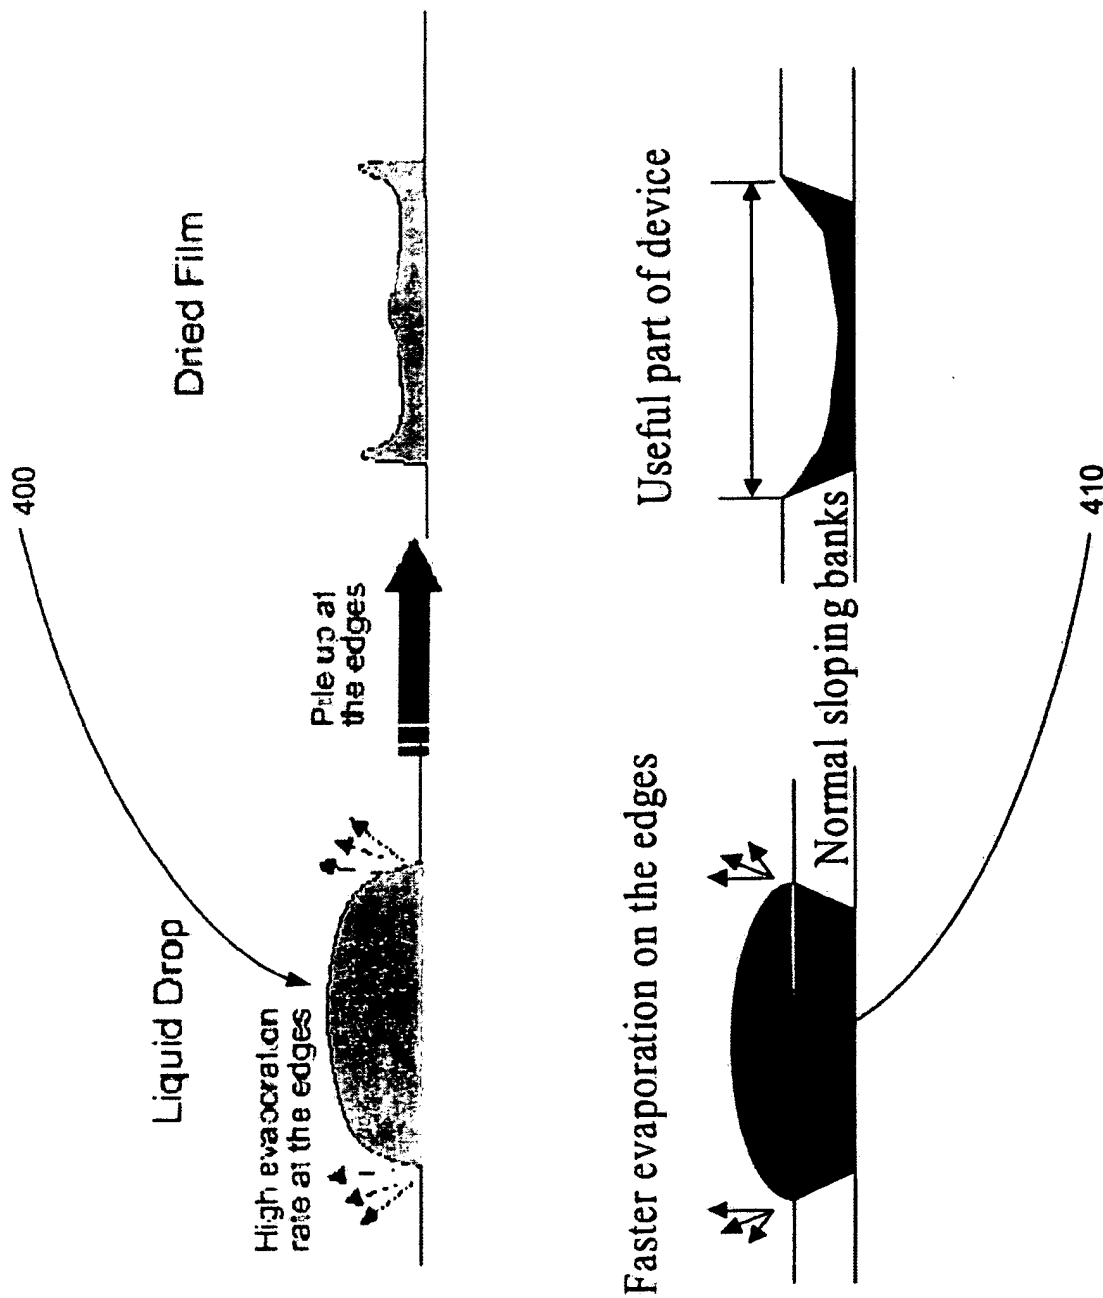 400
Liquid Drop
Dried Film
High evaporation
rate at the edges
Pile up at
the edges
Faster evaporation on the edges
Useful part of device
Normal sloping banks
410